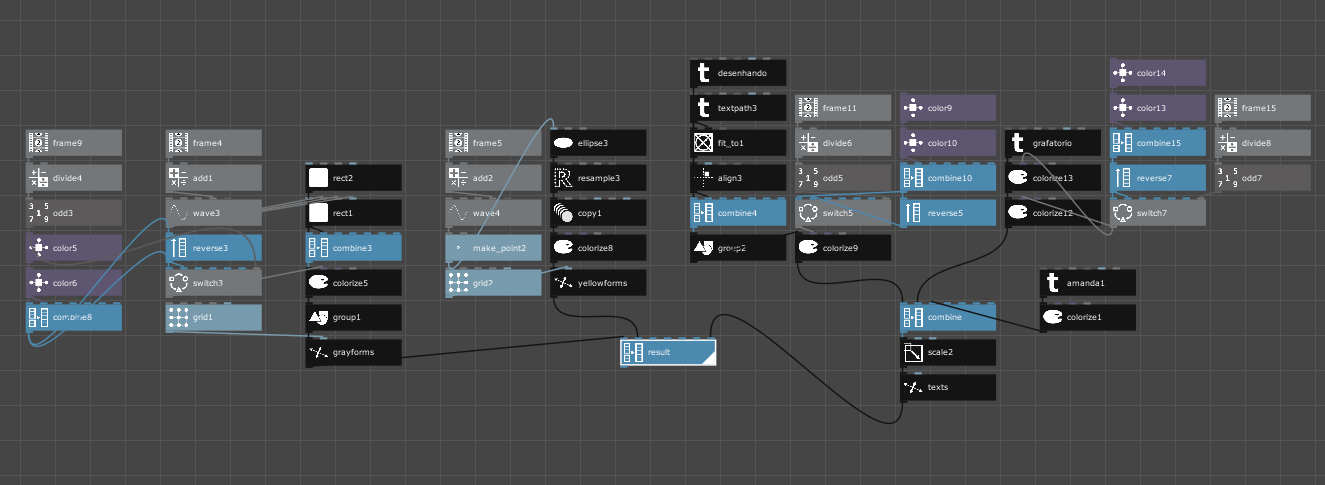 frame9
divide4
odd3
color5
color6
combine8
frame4
add1
wave3
reverse3
switch3
grid1
rect2
rect1
combine3
colorize5
group1
grayforms
frame5
add2
wave4
make_point2
grid7
ellipse3
resample3
copy1
colorize8
yellowforms
result
desenhando
textpath3
fit_to1
align3
combine4
group2
frame11
divide6
odd5
switch5
colorize9
color9
color10
combine10
reverse5
combine
scale2
texts
grafatorio
colorize13
colorize12
amanda1
colorize1
color14
color13
combine15
reverse7
switch7
frame15
divide8
odd7